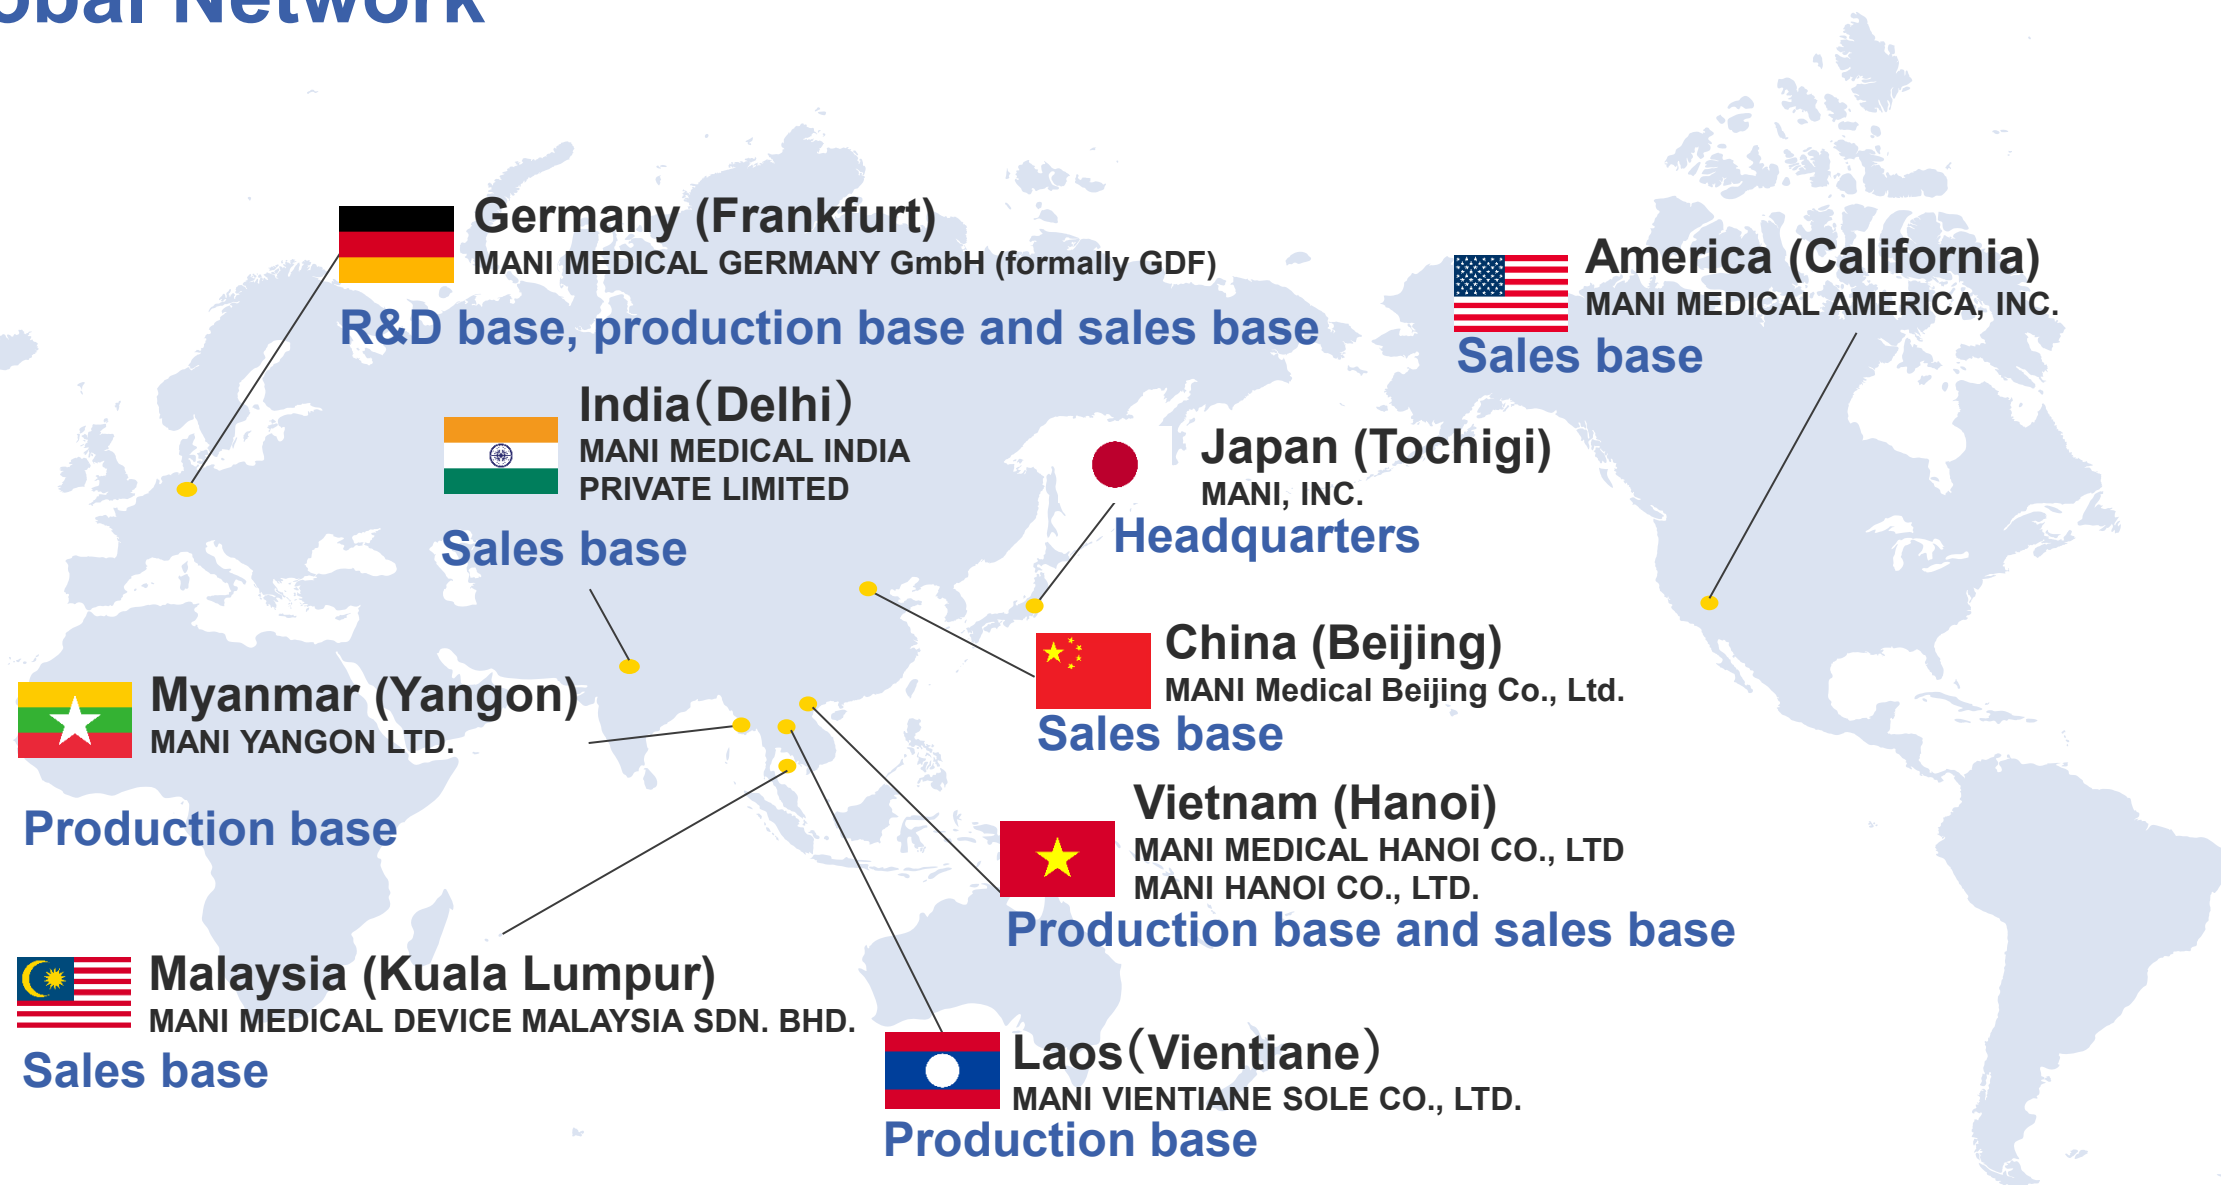 obal Network
Germany (Frankfurt)
MANI MEDICAL GERMANY GmbH (formally GDF)
R&D base, production base and sales base
America (California)
MANI MEDICAL AMERICA, INC.
Sales base
India（Delhi）
MANI MEDICAL INDIA
PRIVATE LIMITED
Sales base
Japan (Tochigi)
MANI, INC.
Headquarters
China (Beijing)
MANI Medical Beijing Co., Ltd.
Sales base
Myanmar (Yangon)
MANI YANGON LTD.
Production base
Vietnam (Hanoi)
MANI MEDICAL HANOI CO., LTD
MANI HANOI CO., LTD.
Production base and sales base
Malaysia (Kuala Lumpur)
MANI MEDICAL DEVICE MALAYSIA SDN. BHD.
Sales base
Laos（Vientiane）
MANI VIENTIANE SOLE CO., LTD.
Production base